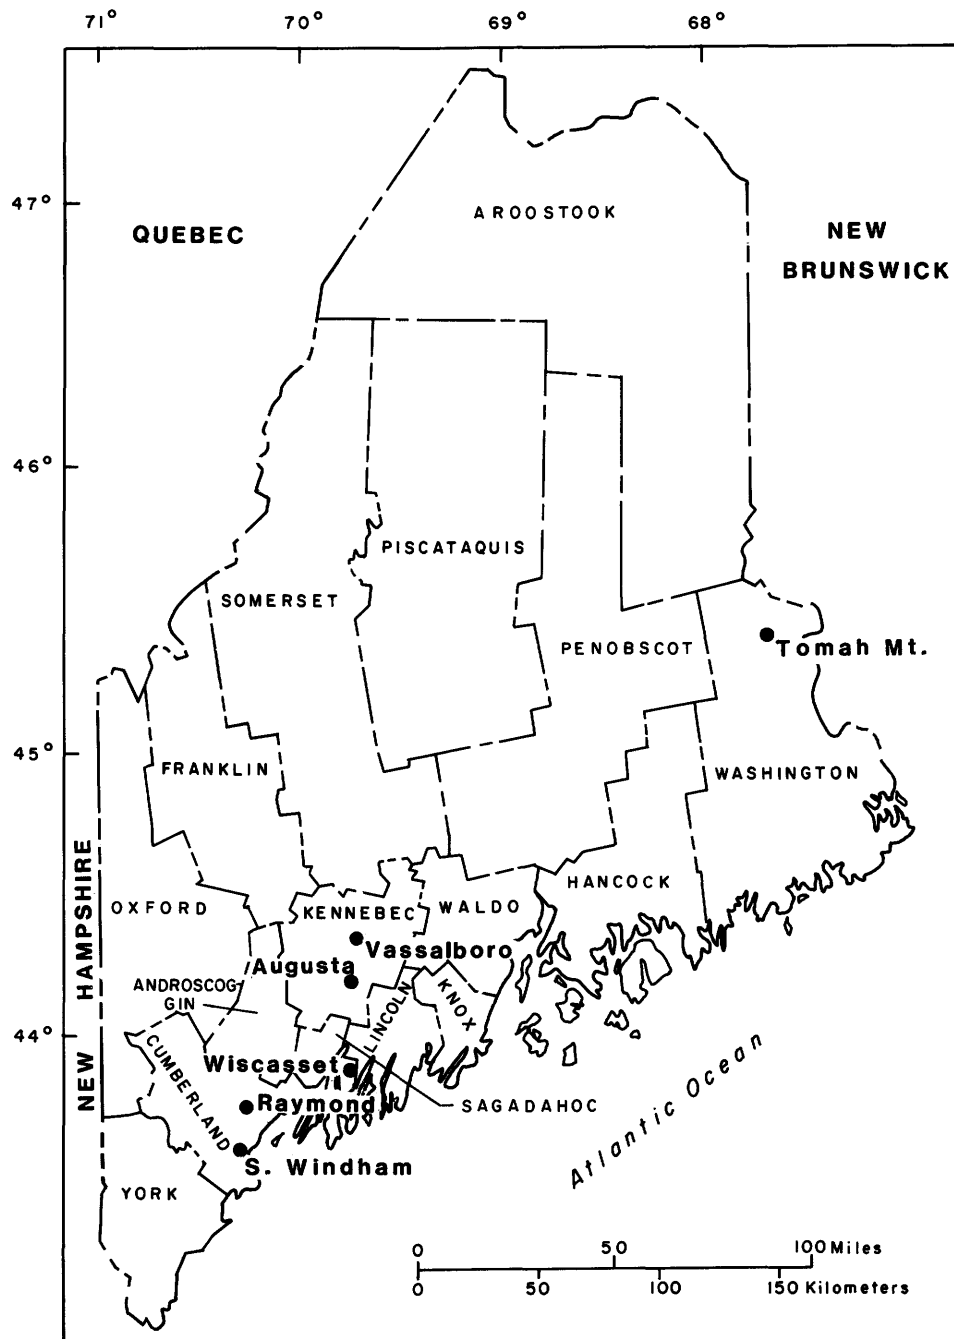 71° 70° 69° 68°
47°
AROOSTOOK
QUEBEC
NEW
BRUNSWICK
46°
PISCATAQUIS
SOMERSET
PENOBSCOT
Tomah Mt.
45°
FRANKLIN
WASHINGTON
NEW HAMPSHIRE
OXFORD
KENNEBEC
WALDO
HANCOCK
Vassalboro
Augusta
ANDROSCOG-
GIN
LINCOLN
KNOX
44°
CUMBERLAND
Wiscasset
Raymond
SAGADAHOC
Atlantic Ocean
S. Windham
YORK
0 50 100 Miles
0 50 100 150 Kilometers